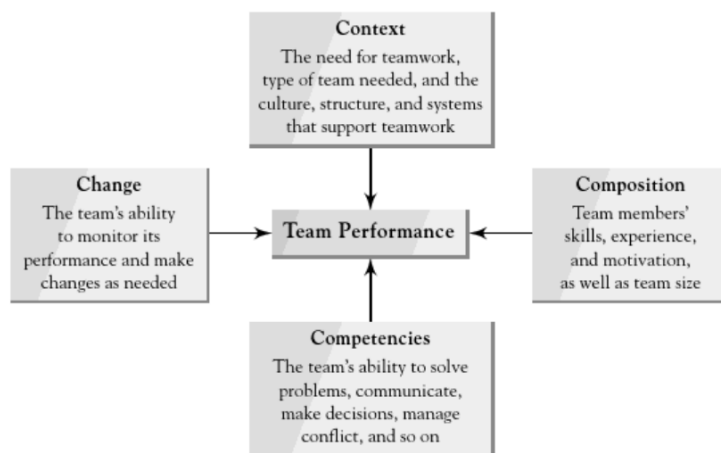 Context
The need for teamwork,
type of team needed, and the
culture, structure, and systems
that support teamwork
Change
The team's ability
to monitor its
performance and make
changes as needed
Team Performance
Composition
Team members'
skills, experience,
and motivation,
as well as team size
Competencies
The team's ability to solve
problems, communicate,
make decisions, manage
conflict, and so on